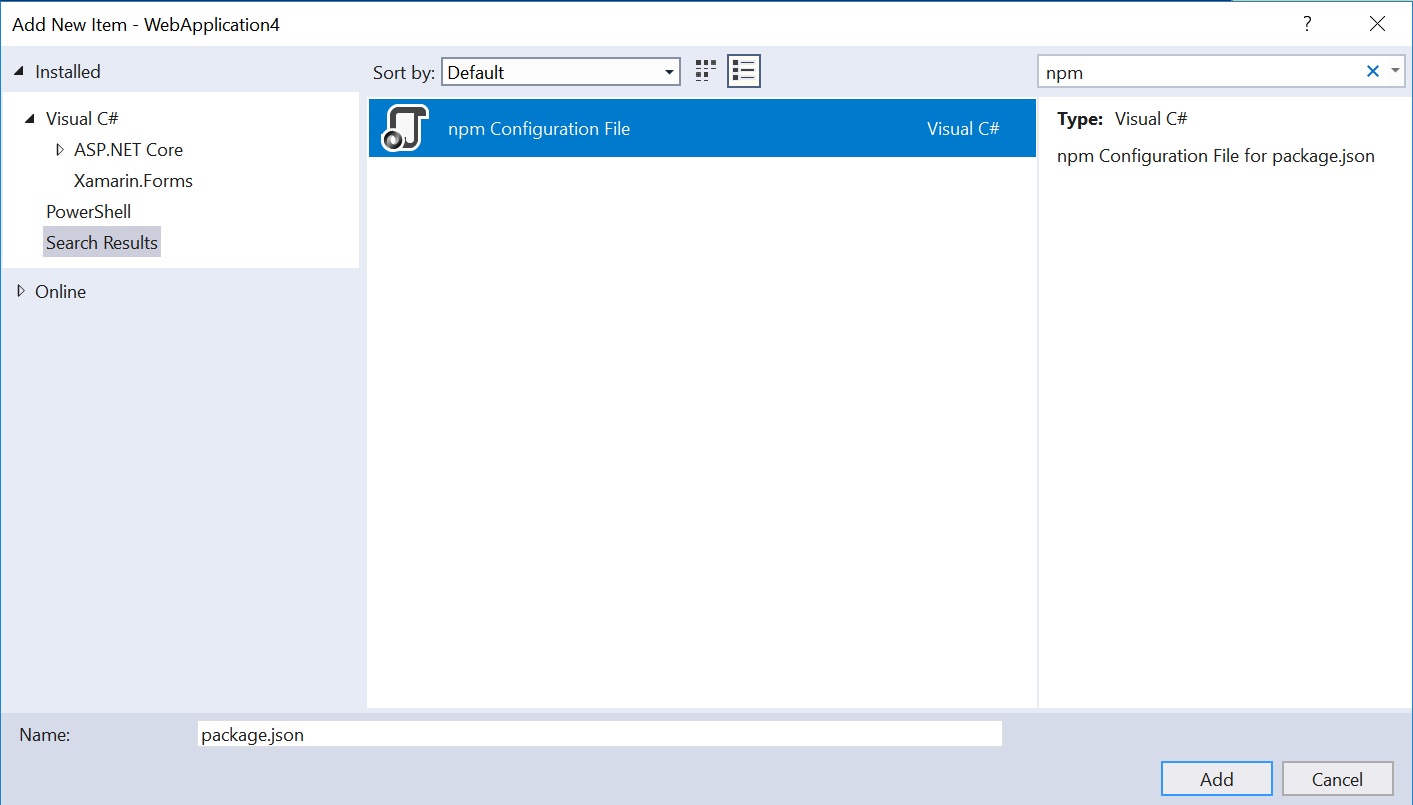 Add New Item - WebApplication4
?
Installed
Sort by: Default
npm
Visual C#
ASP.NET Core
Xamarin.Forms
PowerShell
Search Results
Online
npm Configuration File Visual C#
Type: Visual C#
npm Configuration File for package.json
Name: package.json
Add Cancel